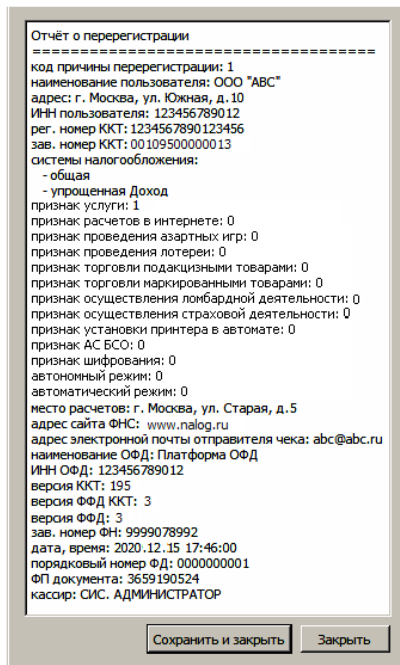 Отчёт о перерегистрации
=====================================
код причины перерегистрации: 1
наименование пользователя: ООО "АВС"
адрес: г. Москва, ул. Южная, д.10
ИНН пользователя: 123456789012
рег. номер ККТ: 1234567890123456
зав. номер ККТ: 00109500000013
системы налогообложения:
- общая
- упрощенная Доход
признак услуги: 1
признак расчетов в интернете: 0
признак проведения азартных игр: 0
признак проведения лотереи: 0
признак торговли подакцизными товарами: 0
признак торговли маркированными товарами: 0
признак осуществления ломбардной деятельности: 0
признак осуществления страховой деятельности: 0
признак установки принтера в автомате: 0
признак АС БСО: 0
признак шифрования: 0
автономный режим: 0
автоматический режим: 0
место расчетов: г. Москва, ул. Старая, д.5
адрес сайта ФНС: www.nalog.ru
адрес электронной почты отправителя чека: abc@abc.ru
наименование ОФД: Платформа ОФД
ИНН ОФД: 123456789012
версия ККТ: 195
версия ФФД ККТ: 3
версия ФФД: 3
зав. номер ФН: 9999078992
дата, время: 2020.12.15 17:46:00
порядковый номер ФД: 0000000001
ФП документа: 3659190524
кассир: СИС. АДМИНИСТРАТОР
Сохранить и закрыть Закрыть